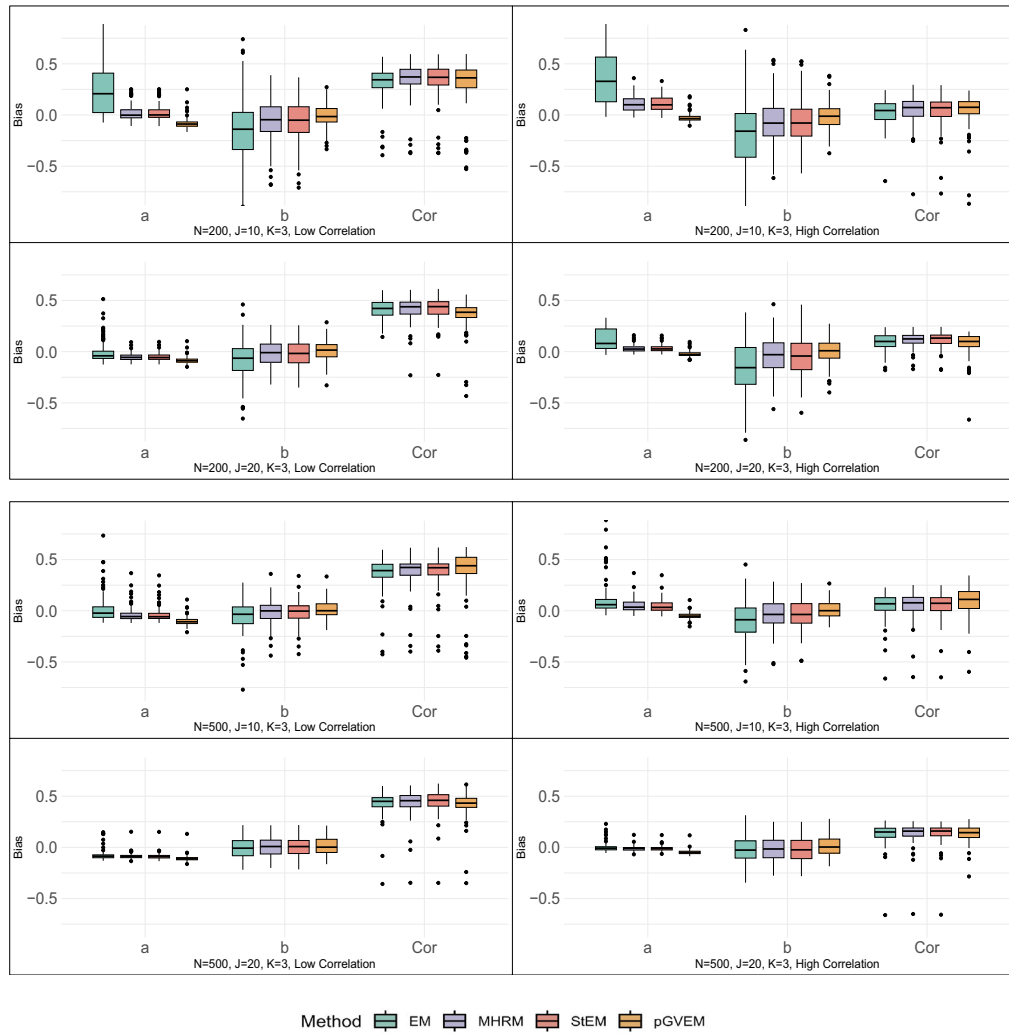 0.5
0.0
−0.5
Bias
a
b
Cor
N=200, J=10, K=3, Low Correlation
0.5
0.0
−0.5
Bias
a
b
Cor
N=200, J=10, K=3, High Correlation
0.5
0.0
−0.5
Bias
a
b
Cor
N=200, J=20, K=3, Low Correlation
0.5
0.0
−0.5
Bias
a
b
Cor
N=200, J=20, K=3, High Correlation
0.5
0.0
−0.5
Bias
a
b
Cor
N=500, J=10, K=3, Low Correlation
0.5
0.0
−0.5
Bias
a
b
Cor
N=500, J=10, K=3, High Correlation
0.5
0.0
−0.5
Bias
a
b
Cor
N=500, J=20, K=3, Low Correlation
0.5
0.0
−0.5
Bias
a
b
Cor
N=500, J=20, K=3, High Correlation
Method EM MHRM StEM pGVEM